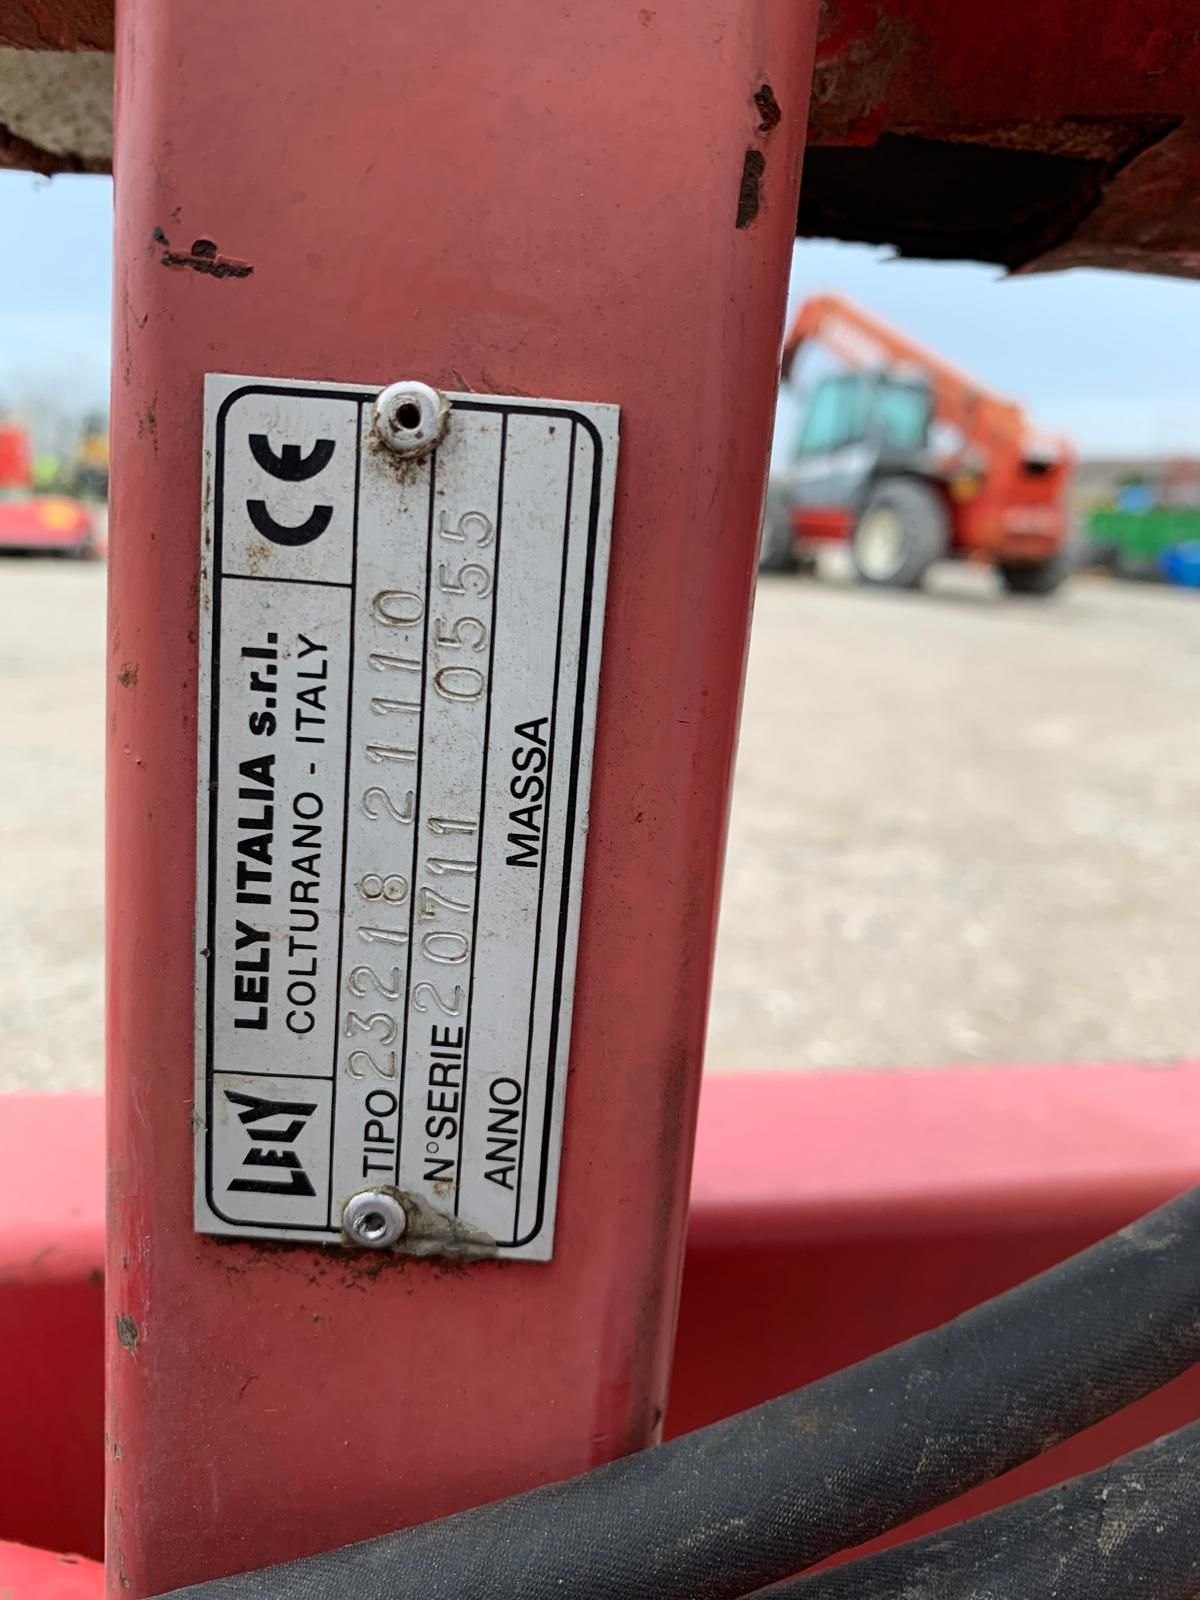 LELY
LELY ITALIA s.r.l.
COLTURANO - ITALY
CE
TIPO 23218 21110
N° SERIE 20711 0555
ANNO
MASSA